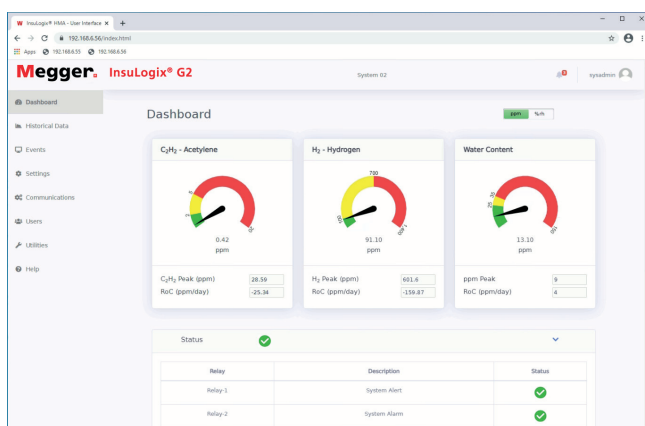 InsuLogix® HMA - User Interface
192.168.6.56/index.html
Apps 192.168.6.55 192.168.6.56
Megger. InsuLogix® G2
System 02
sysadmin
Dashboard
Historical Data
Events
Settings
Communications
Users
Utilities
Help
Dashboard
ppm %/h
C₂H₂ - Acetylene
0.42
ppm
C₂H₂ Peak (ppm) 28.59
RoC (ppm/day) -25.34
H₂ - Hydrogen
700
91.10
ppm
H₂ Peak (ppm) 601.6
RoC (ppm/day) -159.87
Water Content
13.10
ppm
ppm Peak 9
RoC (ppm/day) 4
Status
Relay Description Status
Relay-1 System Alert
Relay-2 System Alarm